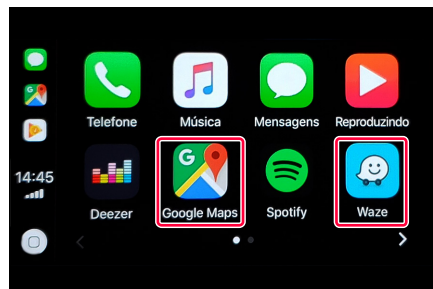 Telefone
Música
Mensagens
Reproduzindo
14:45
Deezer
Google Maps
Spotify
Waze